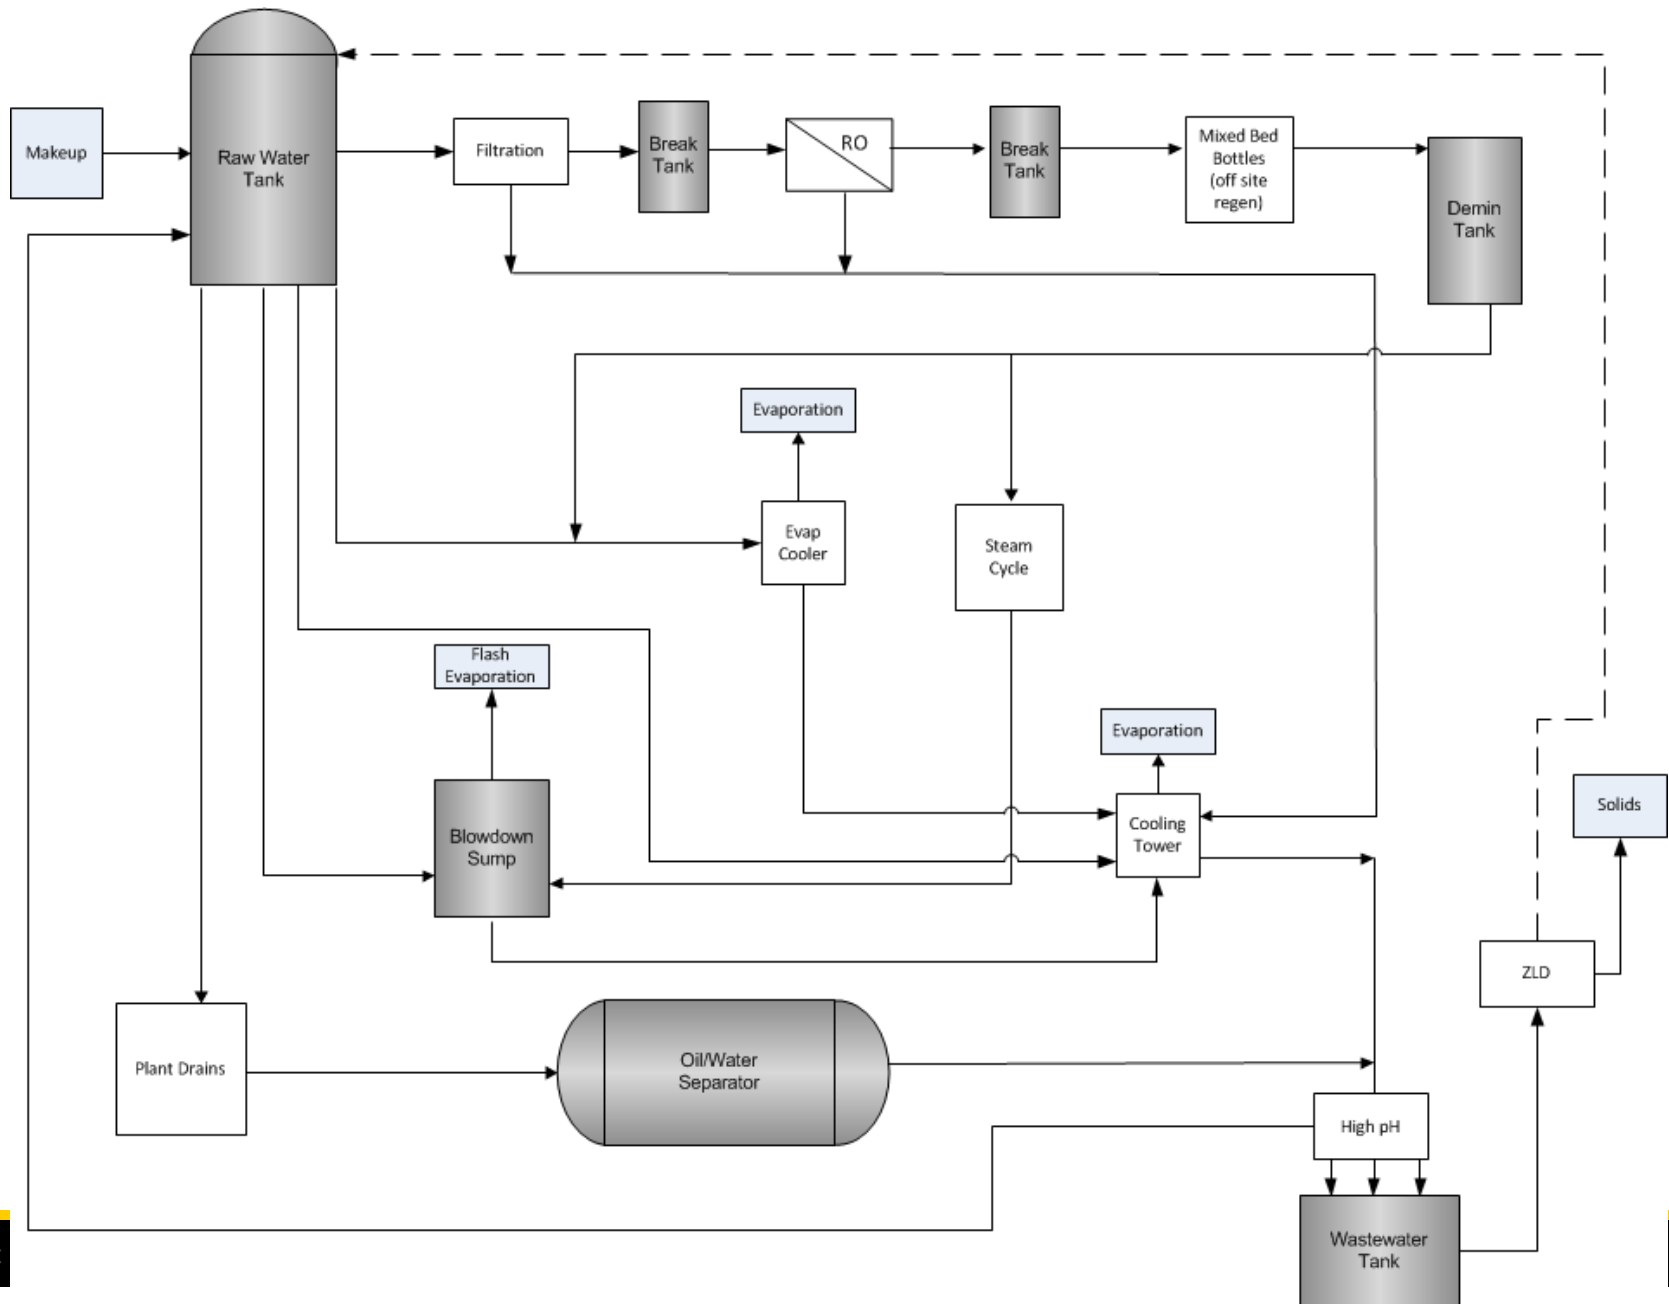 Makeup
Raw Water
Tank
Filtration
Break
Tank
RO
Break
Tank
Mixed Bed
Bottles
(off site
regen)
Demin
Tank
Evaporation
Evap
Cooler
Steam
Cycle
Flash
Evaporation
Evaporation
Blowdown
Sump
Cooling
Tower
Solids
ZLD
Plant Drains
Oil/Water
Separator
High pH
Wastewater
Tank